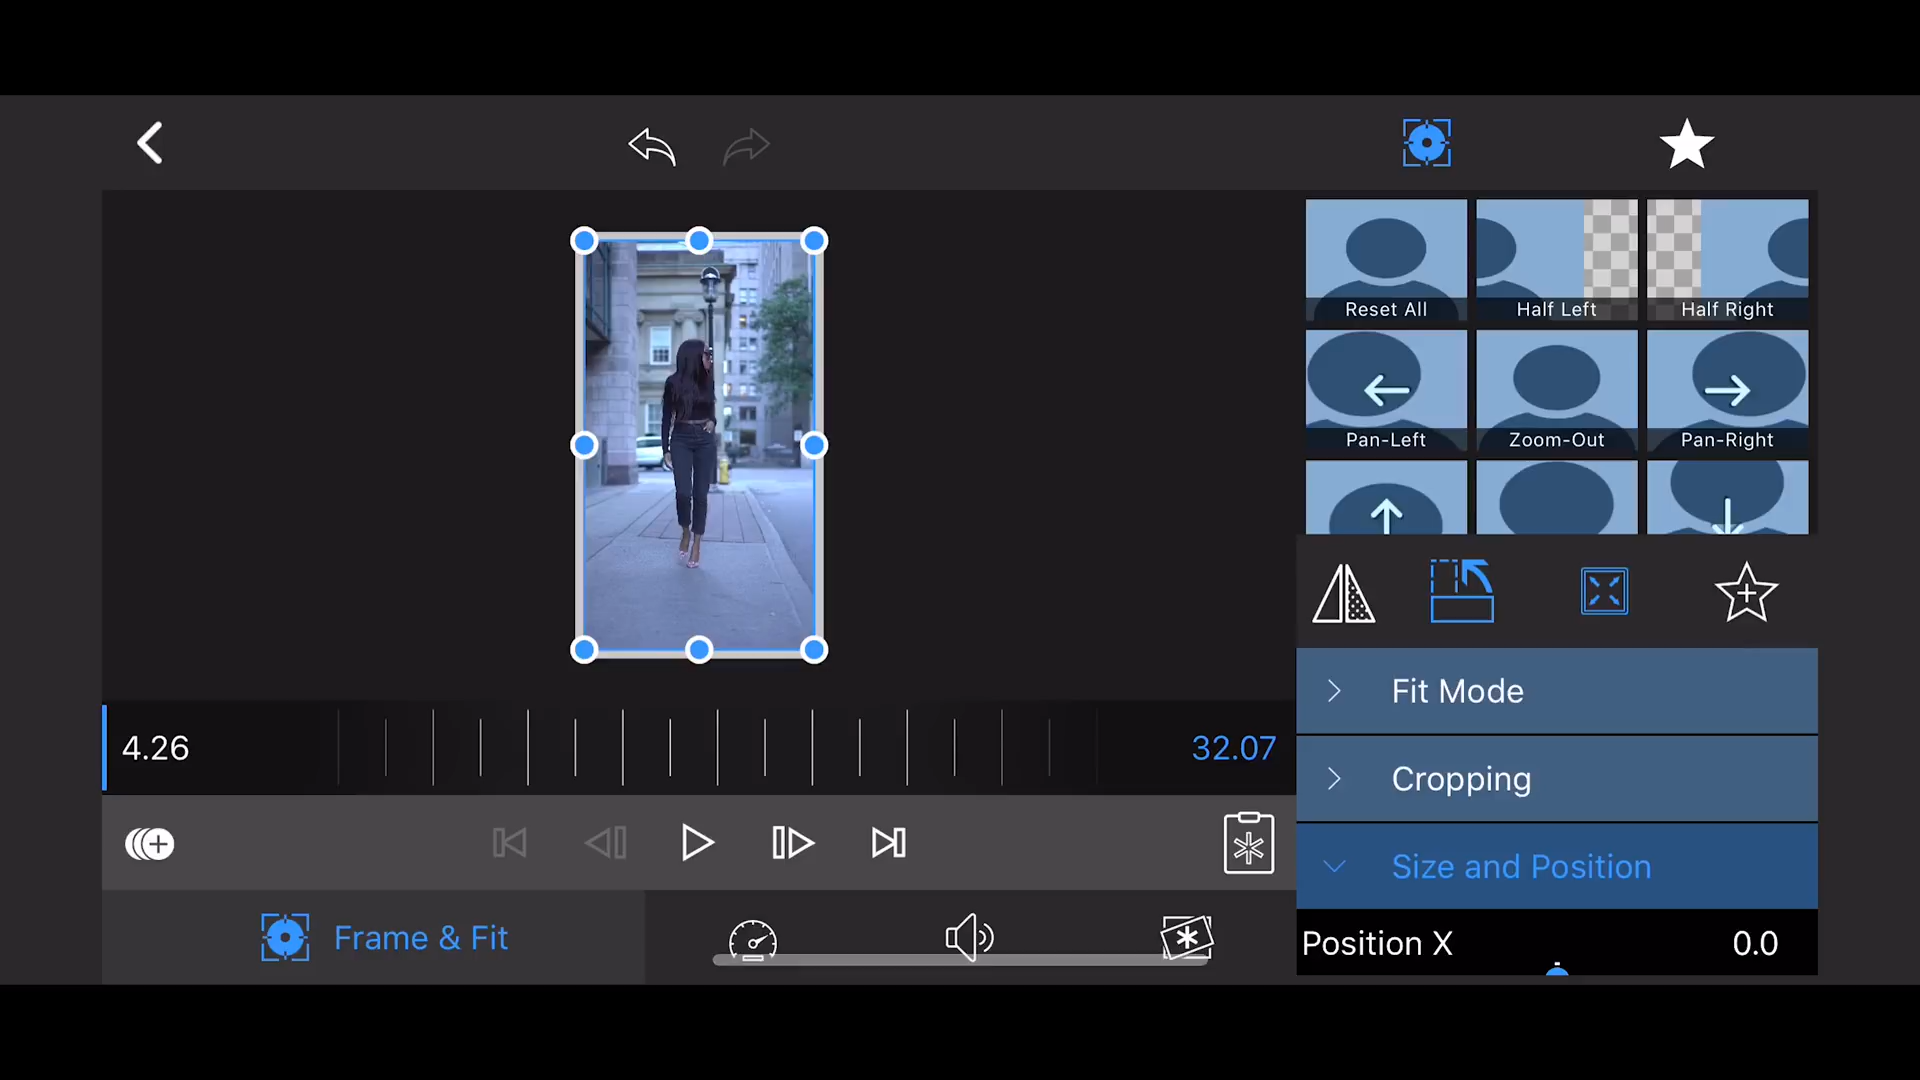 Reset All
Half Left
Half Right
Pan-Left
Zoom-Out
Pan-Right
Fit Mode
4.26
32.07
Cropping
Size and Position
Frame & Fit
Position X
0.0